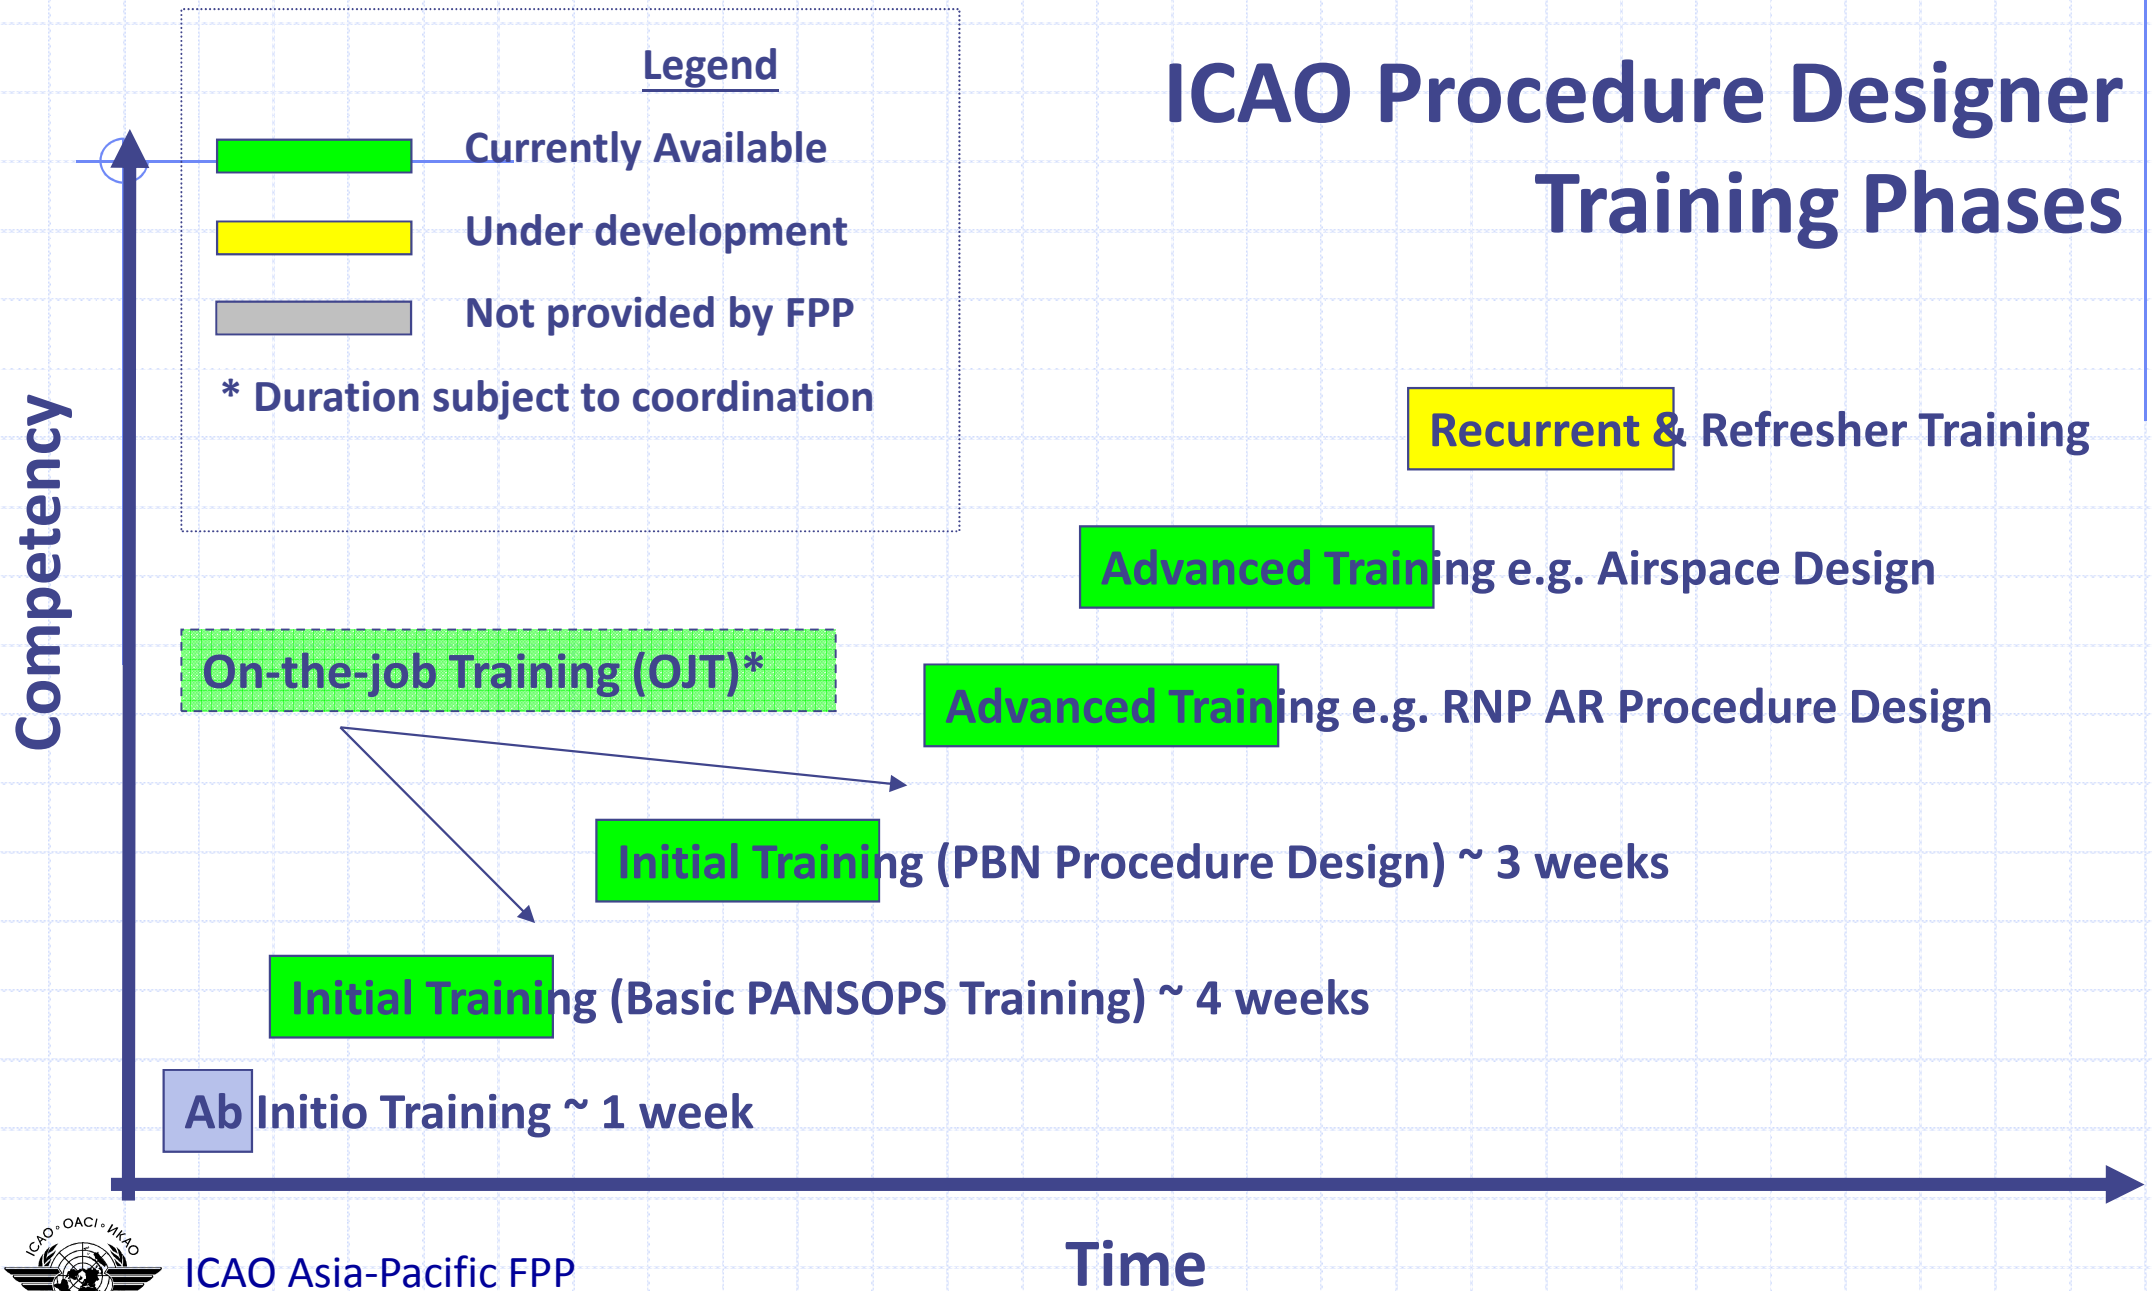 ICAO Procedure Designer
Training Phases
Legend
Currently Available
Under development
Not provided by FPP
* Duration subject to coordination
Competency
Recurrent & Refresher Training
Advanced Training e.g. Airspace Design
On-the-job Training (OJT)*
Advanced Training e.g. RNP AR Procedure Design
Initial Training (PBN Procedure Design) ~ 3 weeks
Initial Training (Basic PANSOPS Training) ~ 4 weeks
Ab Initio Training ~ 1 week
Time
ICAO ° OACI ° ИКАО
ICAO Asia-Pacific FPP